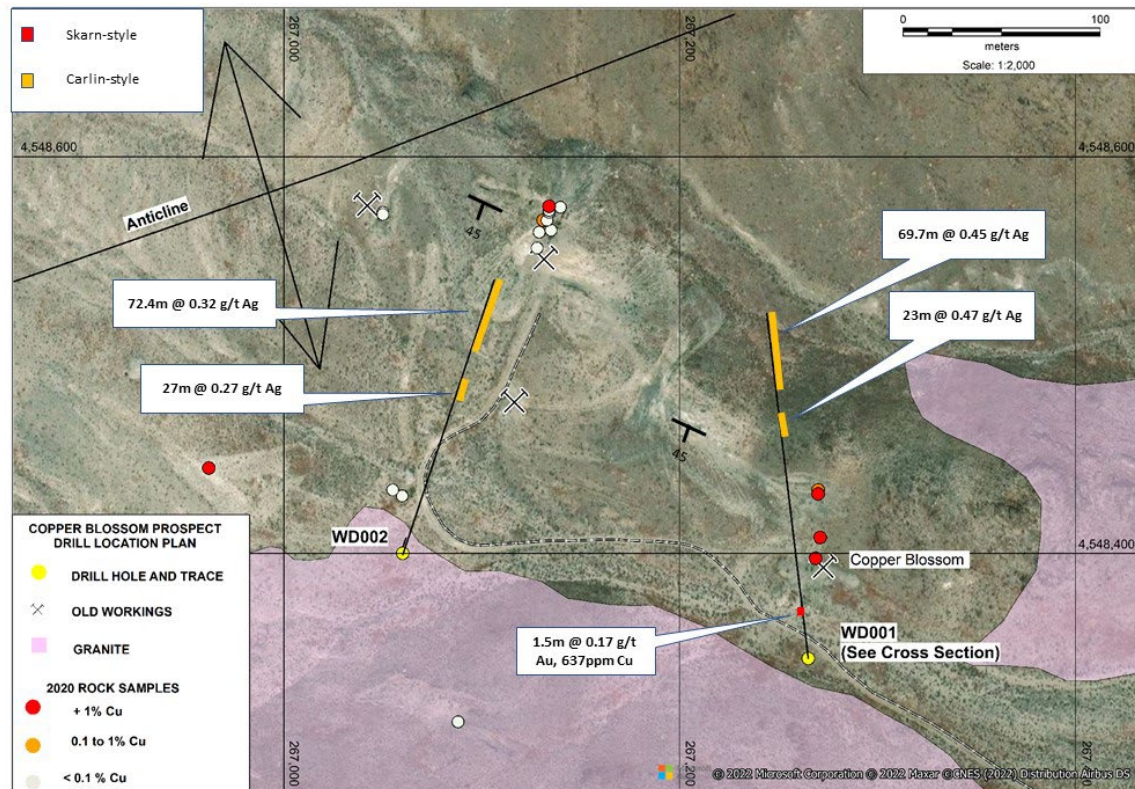 Skarn-style
Carlin-style
267,000
267,200
0 100
meters
Scale: 1:2,000
4,548,600
4,548,600
Anticline
45
69.7m @ 0.45 g/t Ag
72.4m @ 0.32 g/t Ag
23m @ 0.47 g/t Ag
27m @ 0.27 g/t Ag
45
COPPER BLOSSOM PROSPECT
DRILL LOCATION PLAN
DRILL HOLE AND TRACE
OLD WORKINGS
GRANITE
2020 ROCK SAMPLES
+ 1% Cu
0.1 to 1% Cu
< 0.1 % Cu
WD002
4,548,400
Copper Blossom
1.5m @ 0.17 g/t
Au, 637ppm Cu
WD001
(See Cross Section)
267,000
267,200
© 2022 Microsoft Corporation © 2022 Maxar ©CNES (2022) Distribution Airbus DS